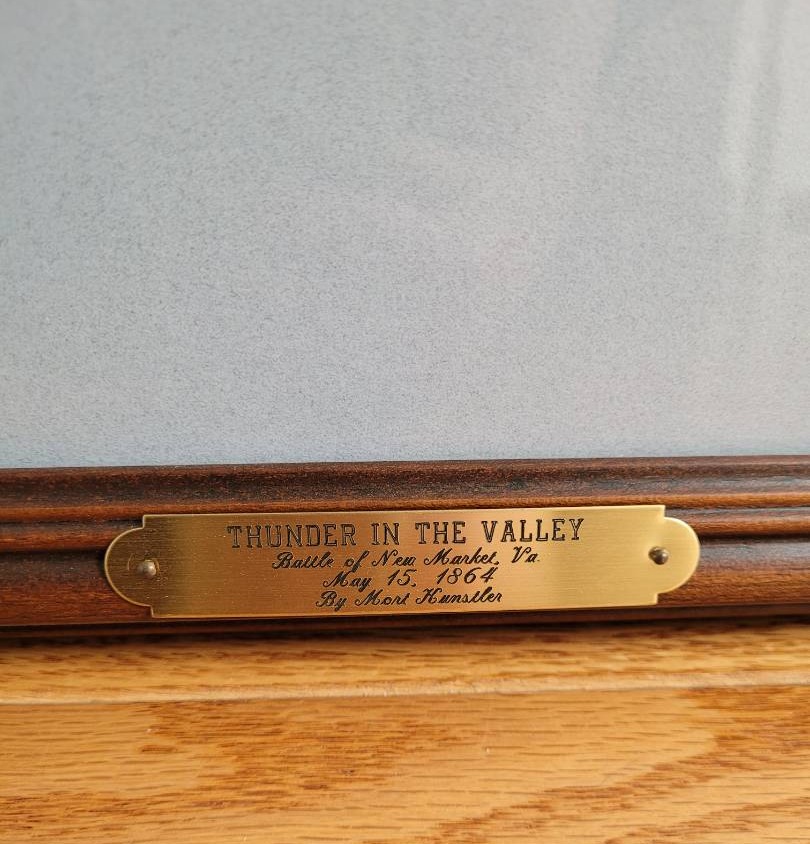 THUNDER IN THE VALLEY
Battle of New Market, Va.
May 15, 1864
By Mort Kunstler